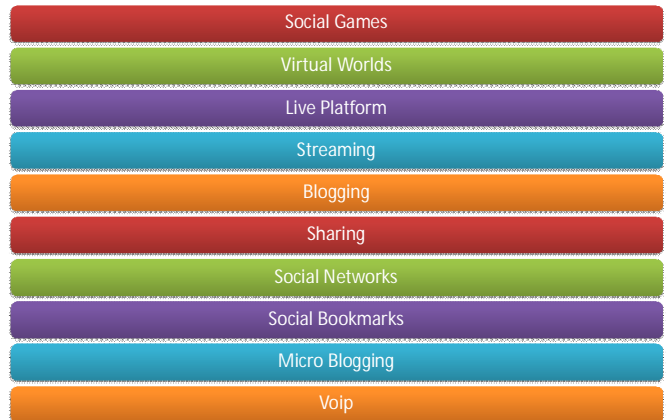 Social Games
Virtual Worlds
Live Platform
Streaming
Blogging
Sharing
Social Networks
Social Bookmarks
Micro Blogging
Voip